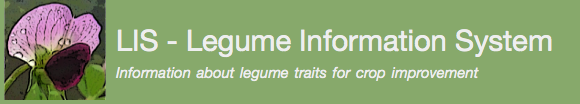 LIS - Legume Information System
Information about legume traits for crop improvement